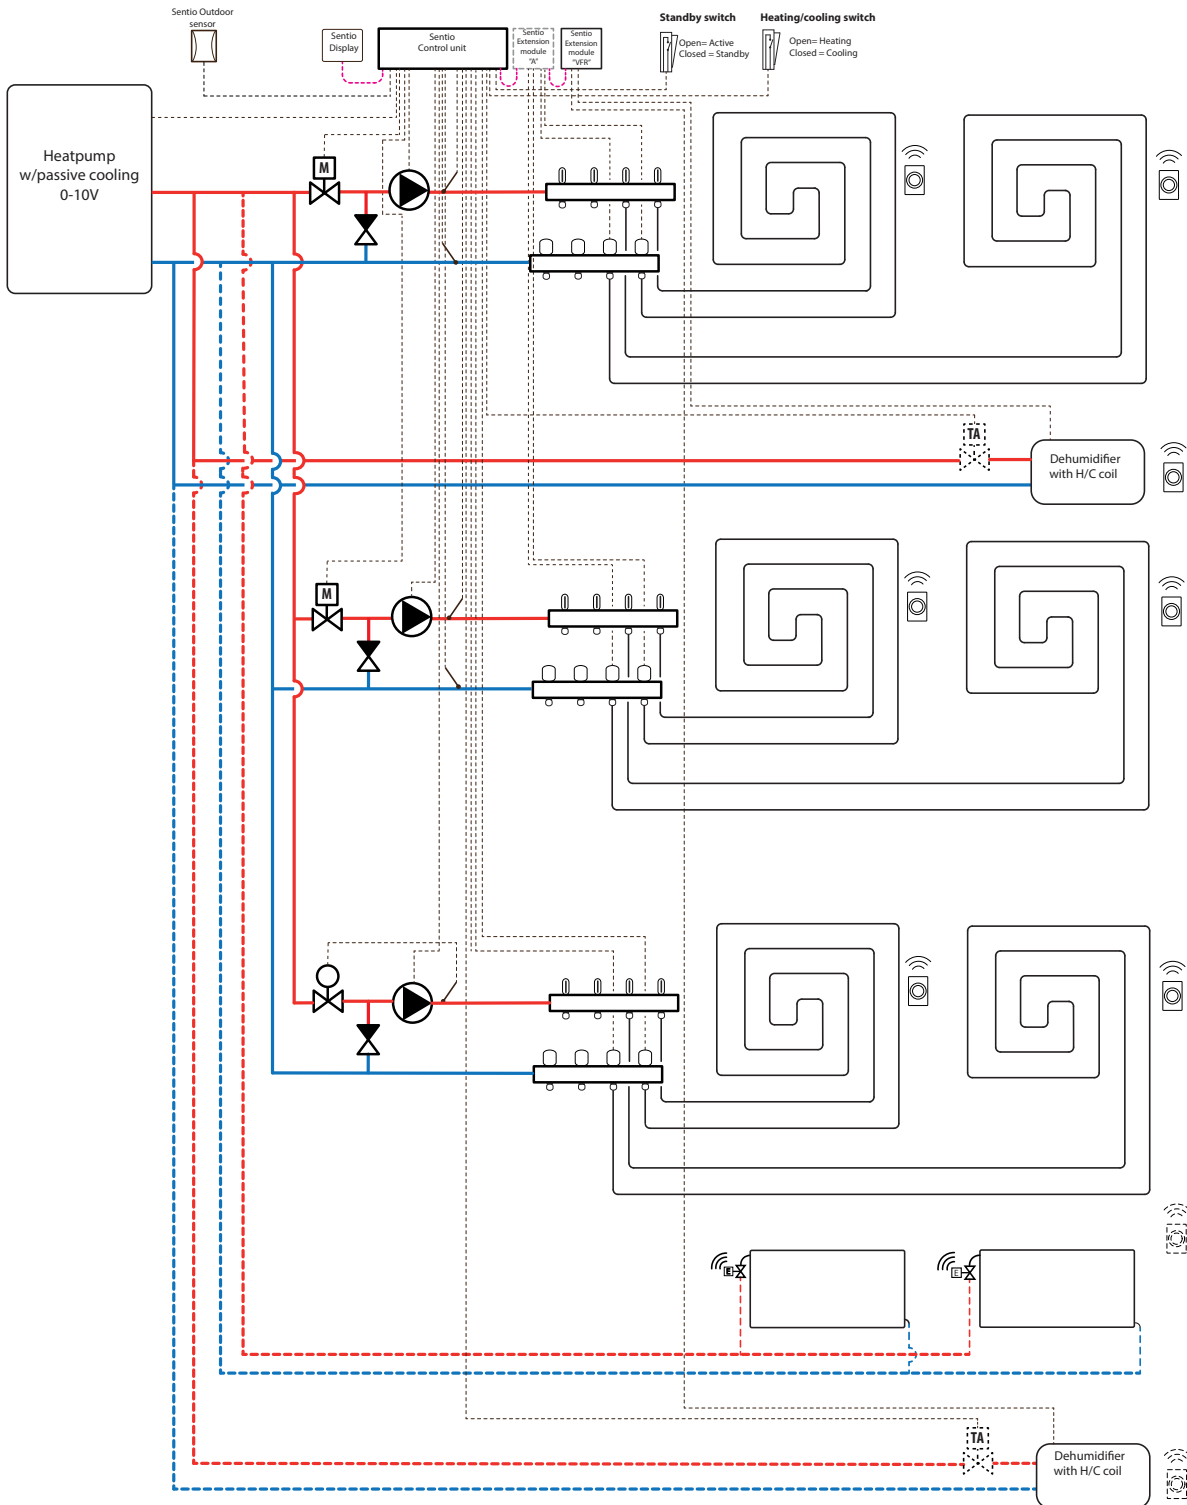 Sentio Outdoor
sensor
Sentio
Display
Sentio
Control unit
Sentio
Extension
module
"A"
Sentio
Extension
module
"VFR"
Standby switch
Open= Active
Closed = Standby
Heating/cooling switch
Open= Heating
Closed = Cooling
Heatpump
w/passive cooling
0-10V
M
TA
Dehumidifier
with H/C coil
M
E
E
TA
Dehumidifier
with H/C coil